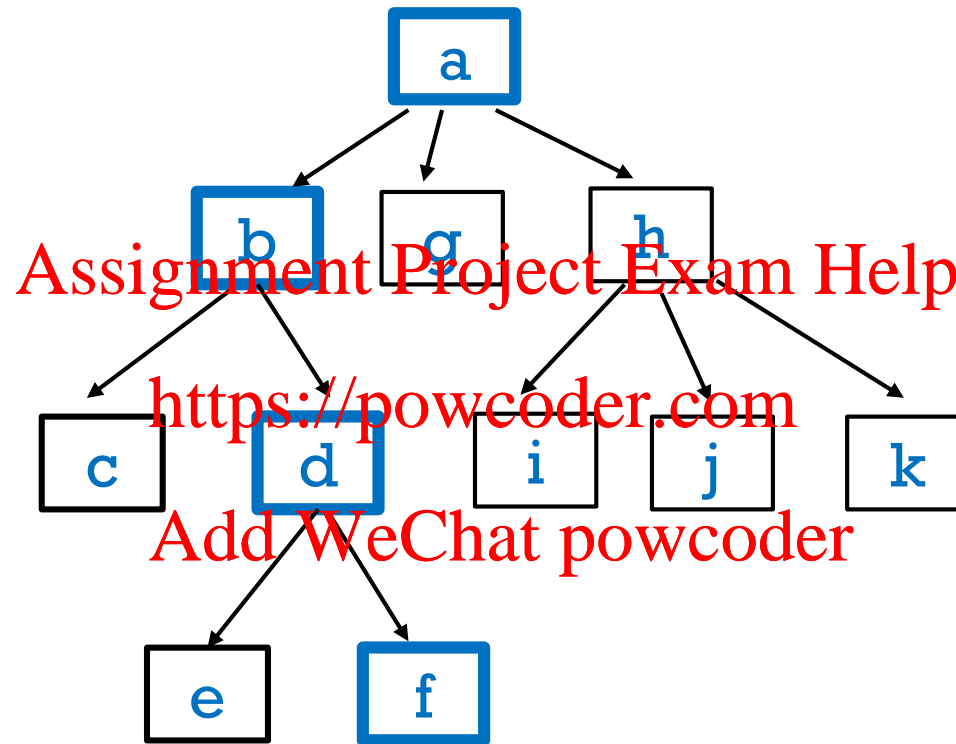 a
b g h
Assignment Project Exam Help
https://powcoder.com
c d i j k
Add WeChat powcoder
e f